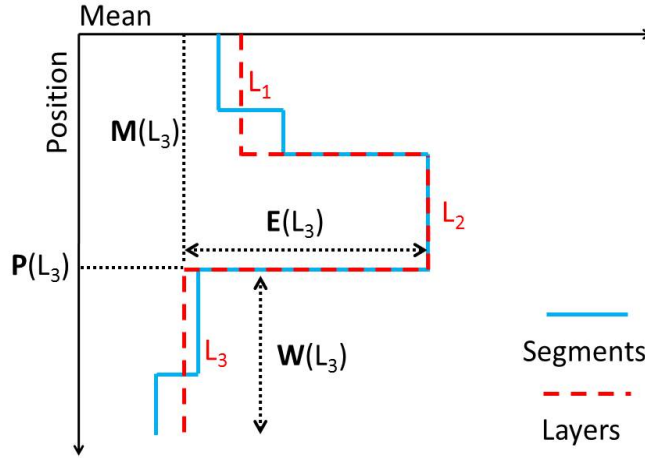 Mean
Position
L₁
M(L₃)
E(L₃)
L₂
P(L₃)
L₃
W(L₃)
Segments
Layers